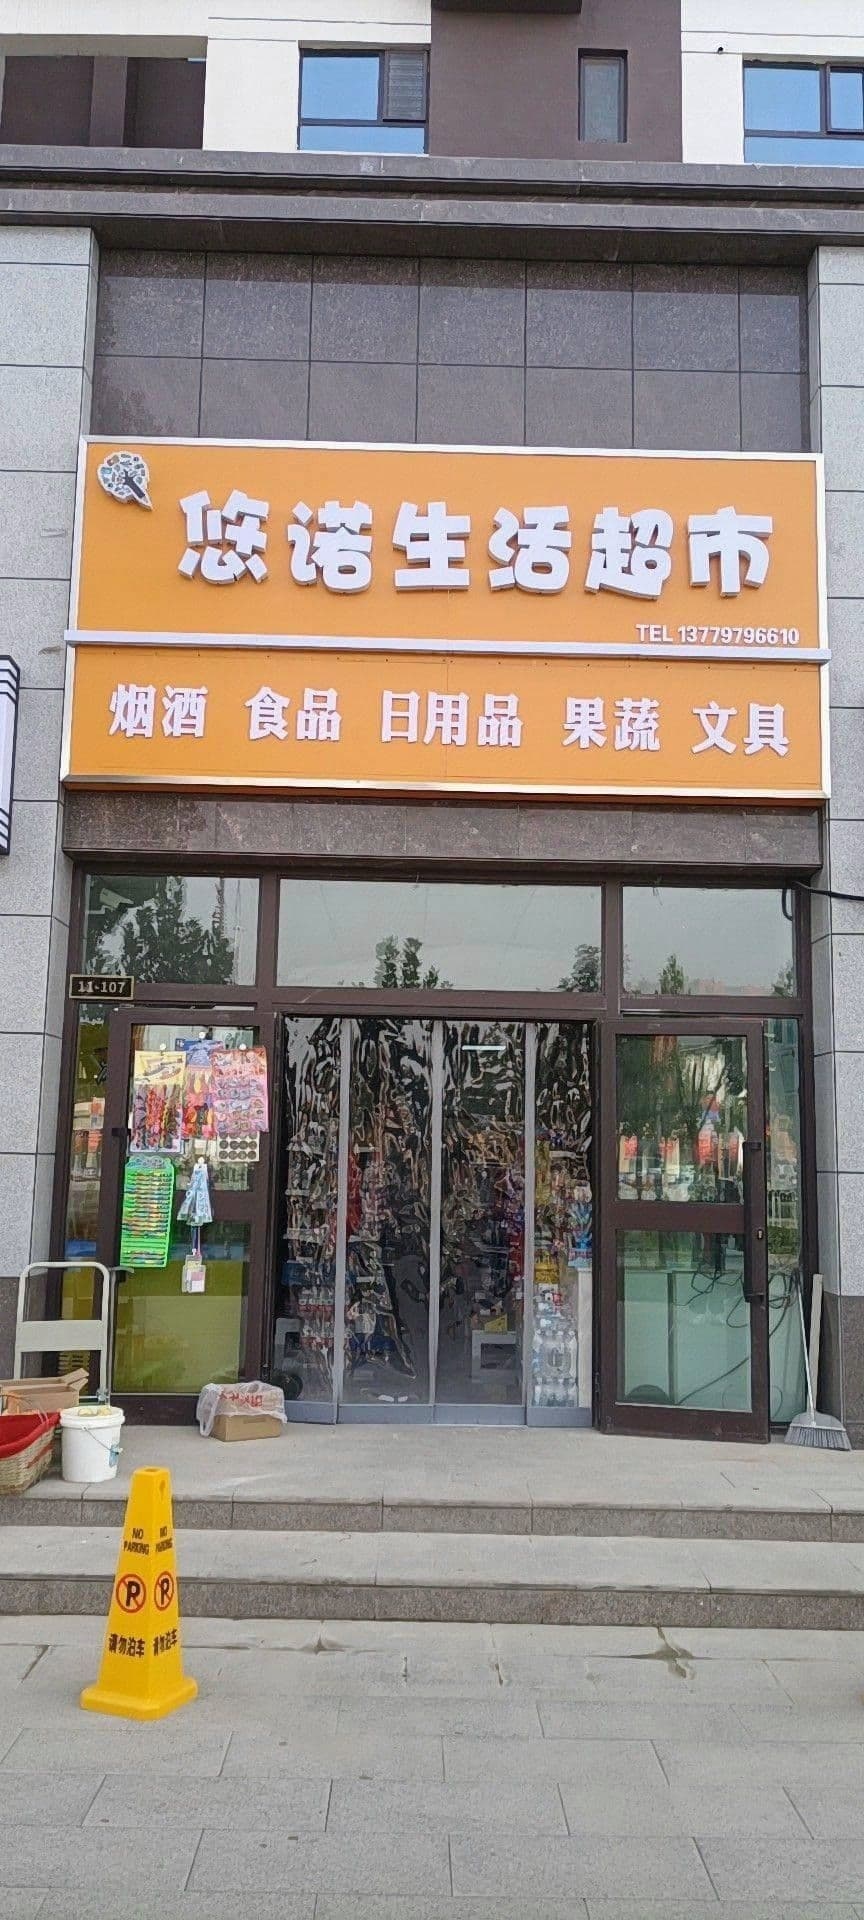 悠诺生活超市
TEL 13779796610
烟酒 食品 日用品 果蔬 文具
11-107
NO PARKING
NO PARKING
P
P
请勿泊车
请勿泊车